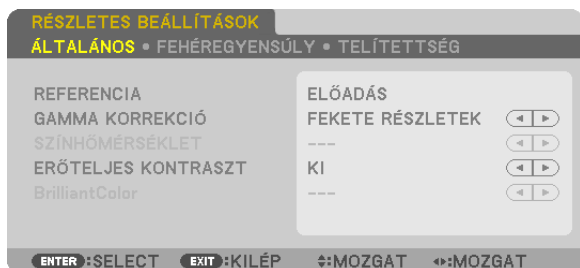 RÉSZLETES BEÁLLÍTÁSOK
ÁLTALÁNOS • FEHÉREGYENSÚLY • TELÍTETTSÉG
REFERENCIA ELŐADÁS
GAMMA KORREKCIÓ FEKETE RÉSZLETEK
SZÍNHŐMÉRSÉKLET ---
ERŐTELJES KONTRASZT KI
BrilliantColor ---
ENTER:SELECT EXIT:KILÉP :MOZGAT :MOZGAT